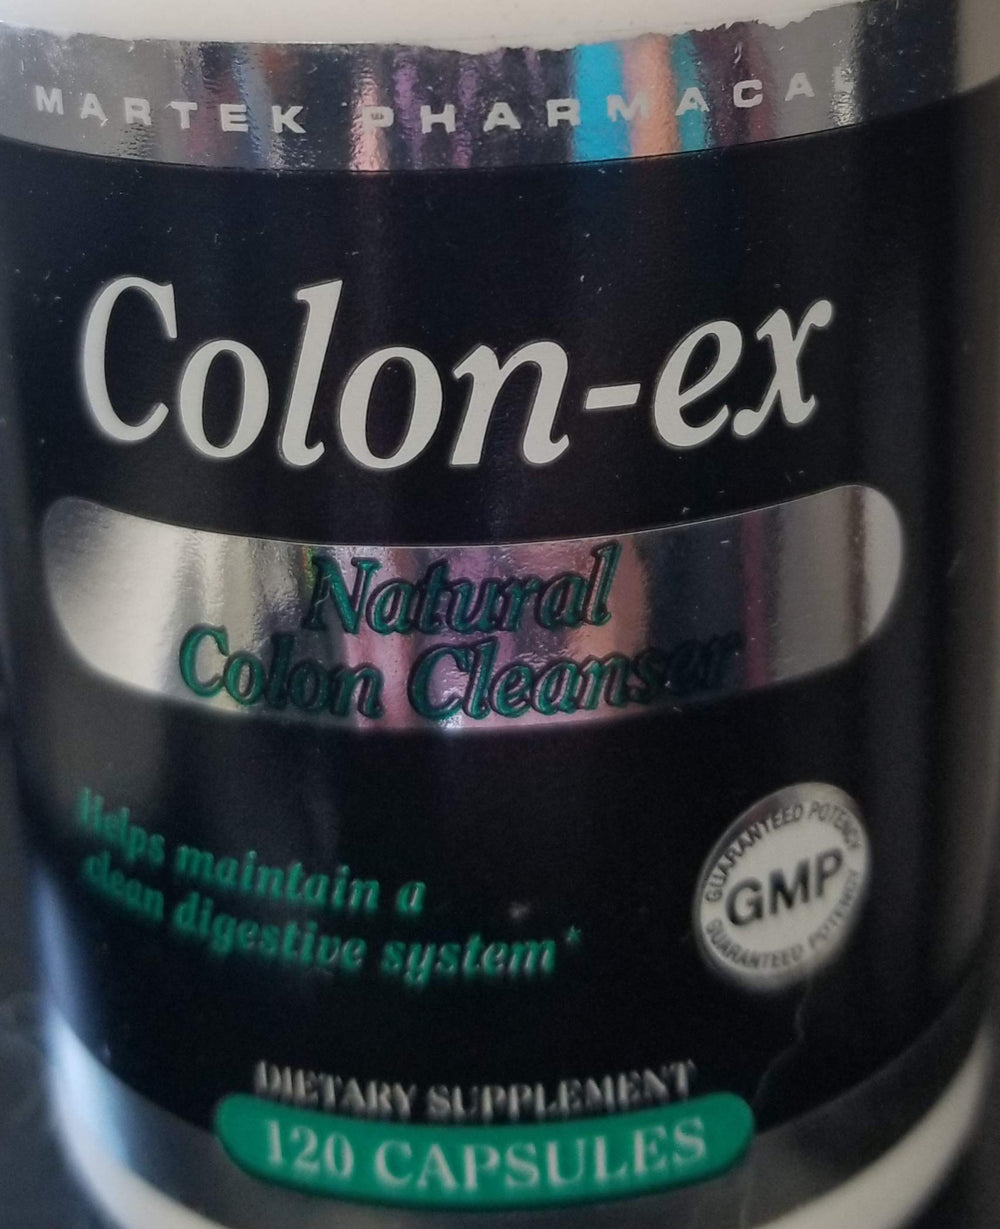 MARTEK PHARMACAL
Colon-ex
Natural
Colon Cleanser
Helps maintain a
clean digestive system*
GUARANTEED POTENCY
GMP
GUARANTEED POTENCY
DIETARY SUPPLEMENT
120 CAPSULES